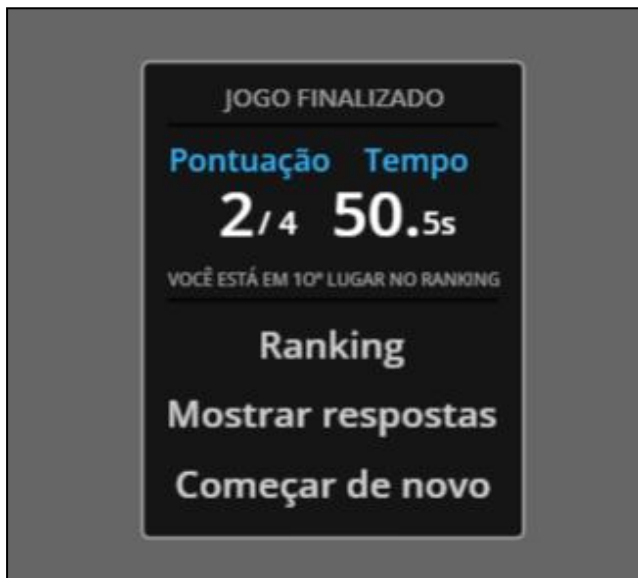 JOGO FINALIZADO
Pontuação Tempo
2/4 50.5s
VOCÊ ESTÁ EM 10º LUGAR NO RANKING
Ranking
Mostrar respostas
Começar de novo